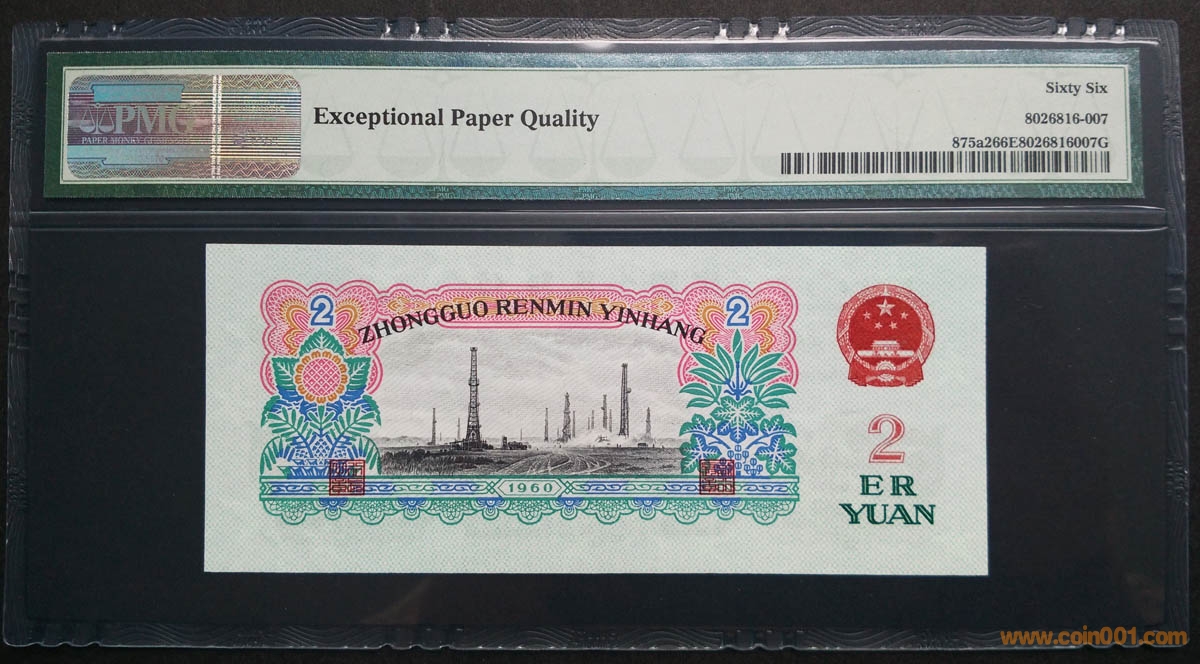 PMG
Exceptional Paper Quality
Sixty Six
8026816-007
875a266E8026816007G
2
ZHONGGUO RENMIN YINHANG
2
1960
2
ER
YUAN
www.coin001.com